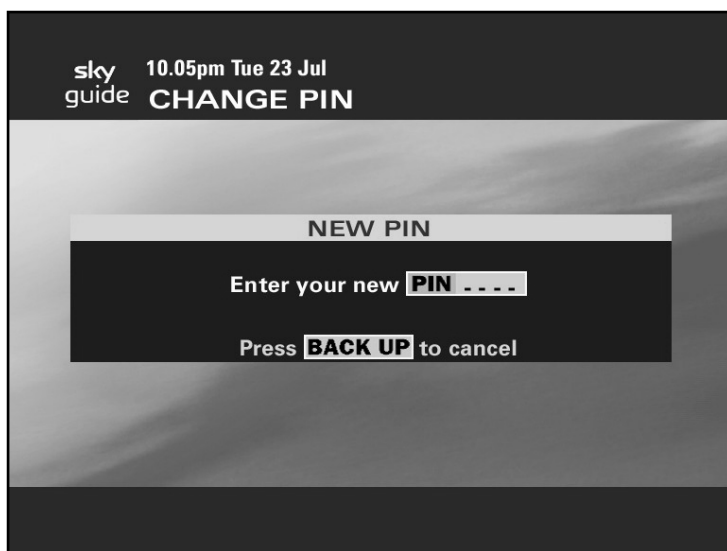 sky 10.05pm Tue 23 Jul
guide CHANGE PIN
NEW PIN
Enter your new PIN - - - -
Press BACK UP to cancel